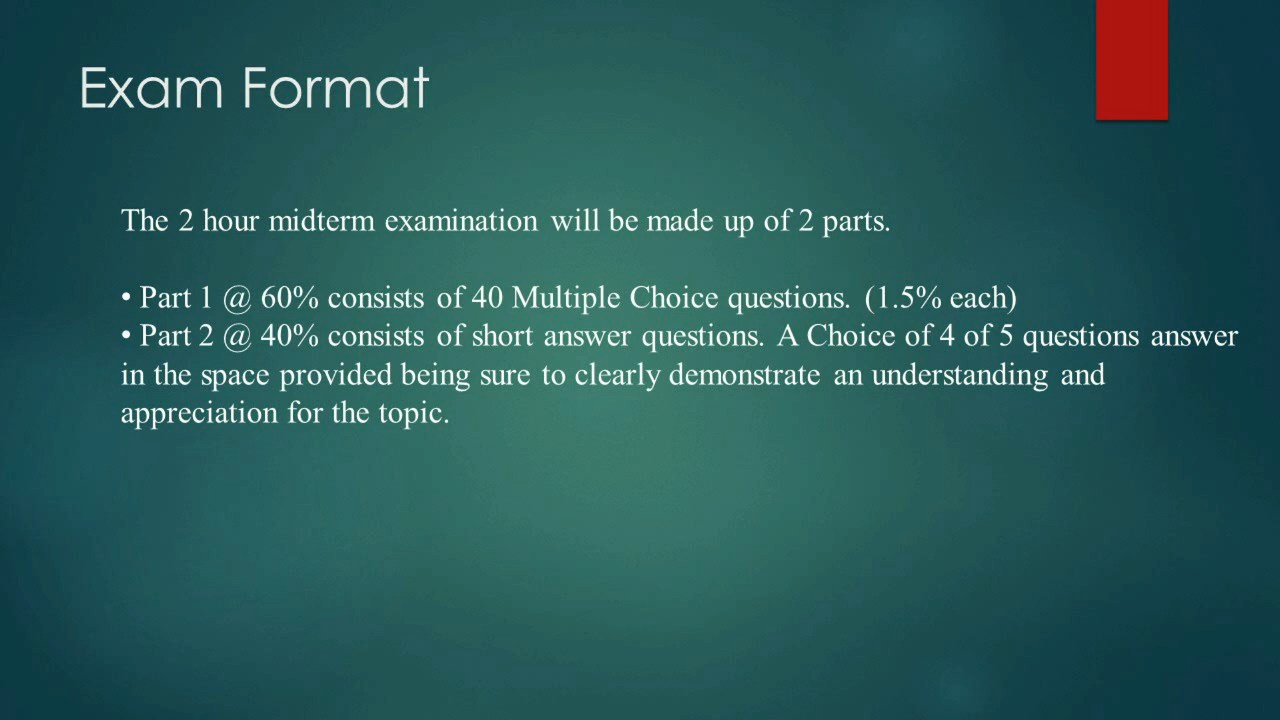 Exam Format
The 2 hour midterm examination will be made up of 2 parts.
• Part 1 @ 60% consists of 40 Multiple Choice questions. (1.5% each)
• Part 2 @ 40% consists of short answer questions. A Choice of 4 of 5 questions answer
in the space provided being sure to clearly demonstrate an understanding and
appreciation for the topic.